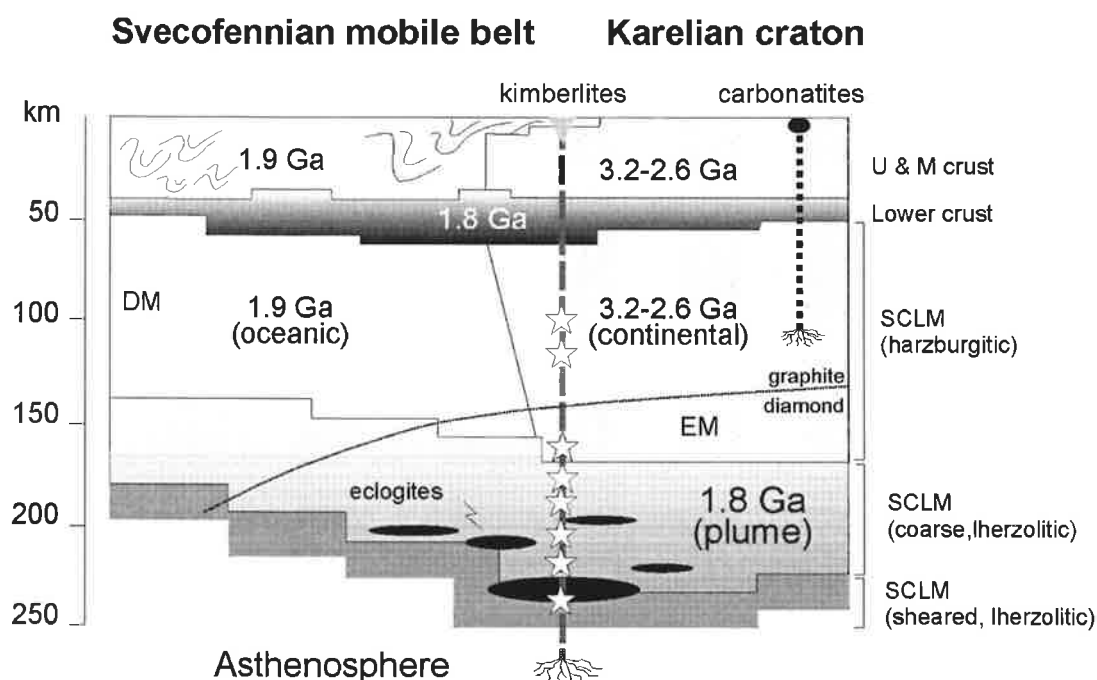 Svecofennian mobile belt
Karelian craton
km
kimberlites
carbonatites
1.9 Ga
3.2-2.6 Ga
U & M crust
50
1.8 Ga
Lower crust
DM
100
1.9 Ga
(oceanic)
3.2-2.6 Ga
(continental)
SCLM
(harzburgitic)
graphite
diamond
150
EM
eclogites
200
1.8 Ga
(plume)
SCLM
(coarse,lherzolitic)
SCLM
(sheared, lherzolitic)
250
Asthenosphere